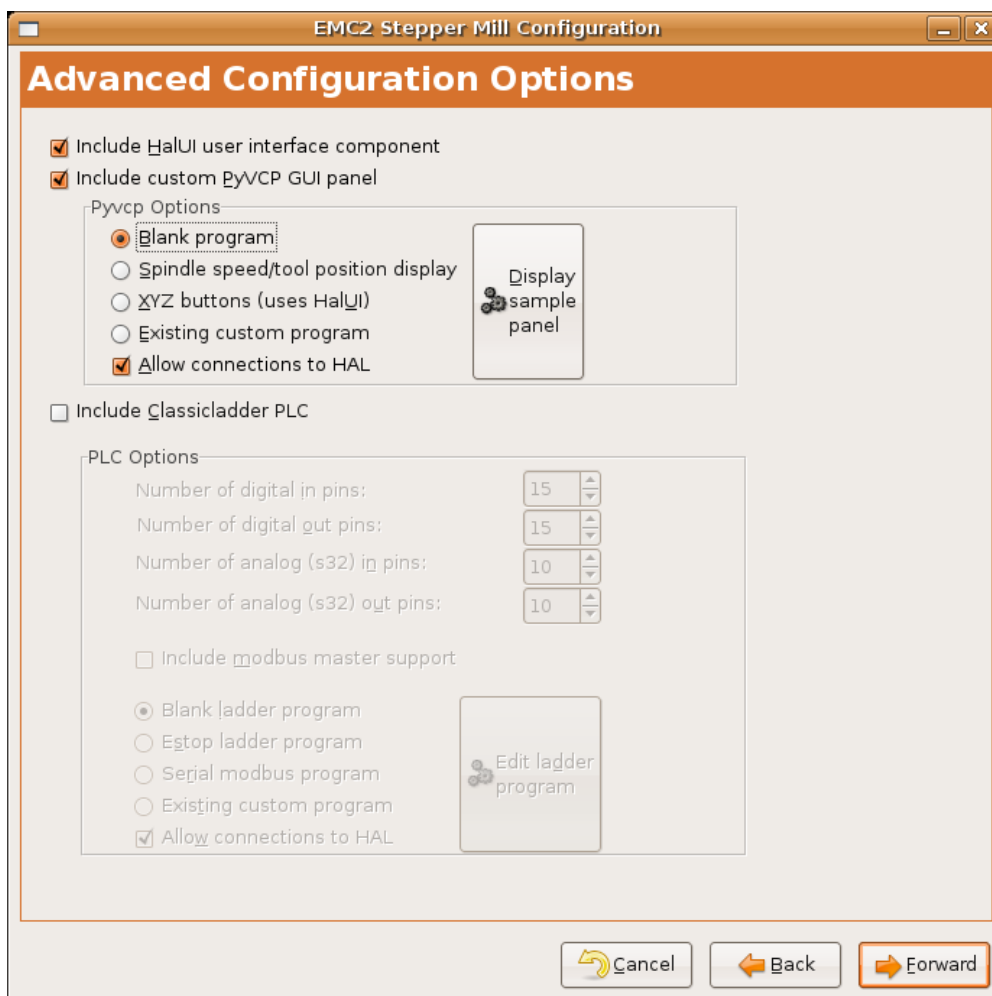 EMC2 Stepper Mill Configuration
Advanced Configuration Options
Include HalUI user interface component
Include custom PyVCP GUI panel
Pyvcp Options
Blank program
Spindle speed/tool position display
XYZ buttons (uses HalUI)
Existing custom program
Allow connections to HAL
Display
sample
panel
Include Classicladder PLC
PLC Options
Number of digital in pins:
15
Number of digital out pins:
15
Number of analog (s32) in pins:
10
Number of analog (s32) out pins:
10
Include modbus master support
Blank ladder program
Estop ladder program
Serial modbus program
Existing custom program
Allow connections to HAL
Edit ladder
program
Cancel
Back
Forward